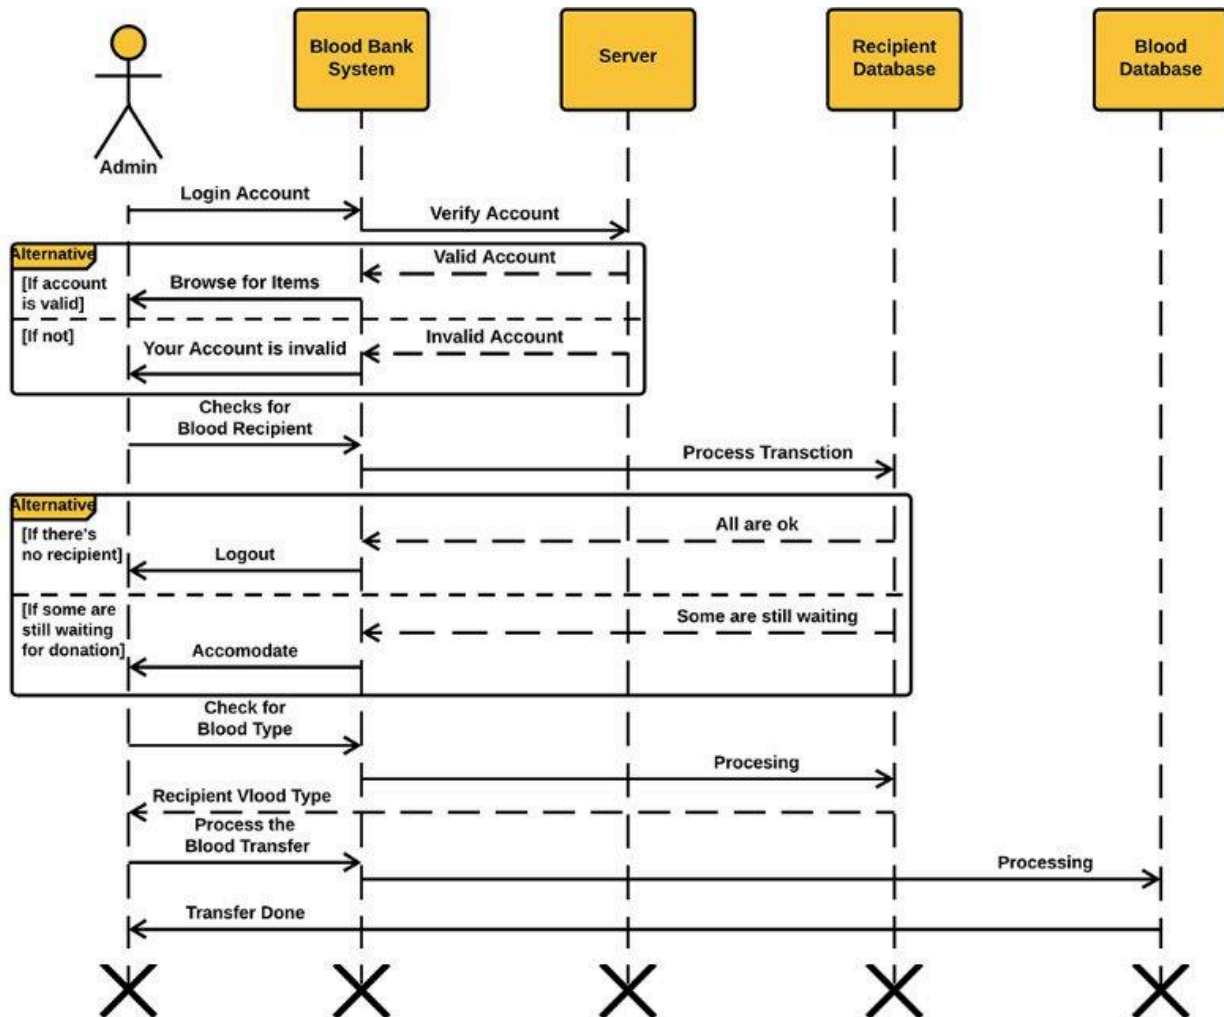 Blood Bank
System
Server
Recipient
Database
Blood
Database
Admin
Login Account
Verify Account
Alternative
Valid Account
[If account
is valid]
Browse for Items
[If not]
Invalid Account
Your Account is invalid
Checks for
Blood Recipient
Process Transction
Alternative
All are ok
[If there's
no recipient]
Logout
[If some are
still waiting
for donation]
Some are still waiting
Accomodate
Check for
Blood Type
Procesing
Recipient Vlood Type
Process the
Blood Transfer
Processing
Transfer Done